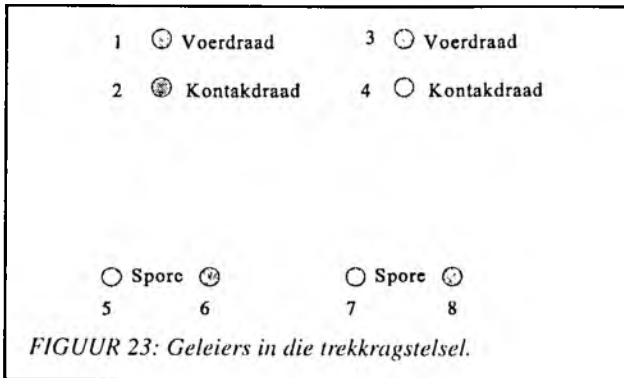 1 Voerdraad 3 Voerdraad
2 Kontakdraad 4 Kontakdraad
Spore Spore
5 6 7 8
FIGUUR 23: Geleiers in die trekkragstelsel.